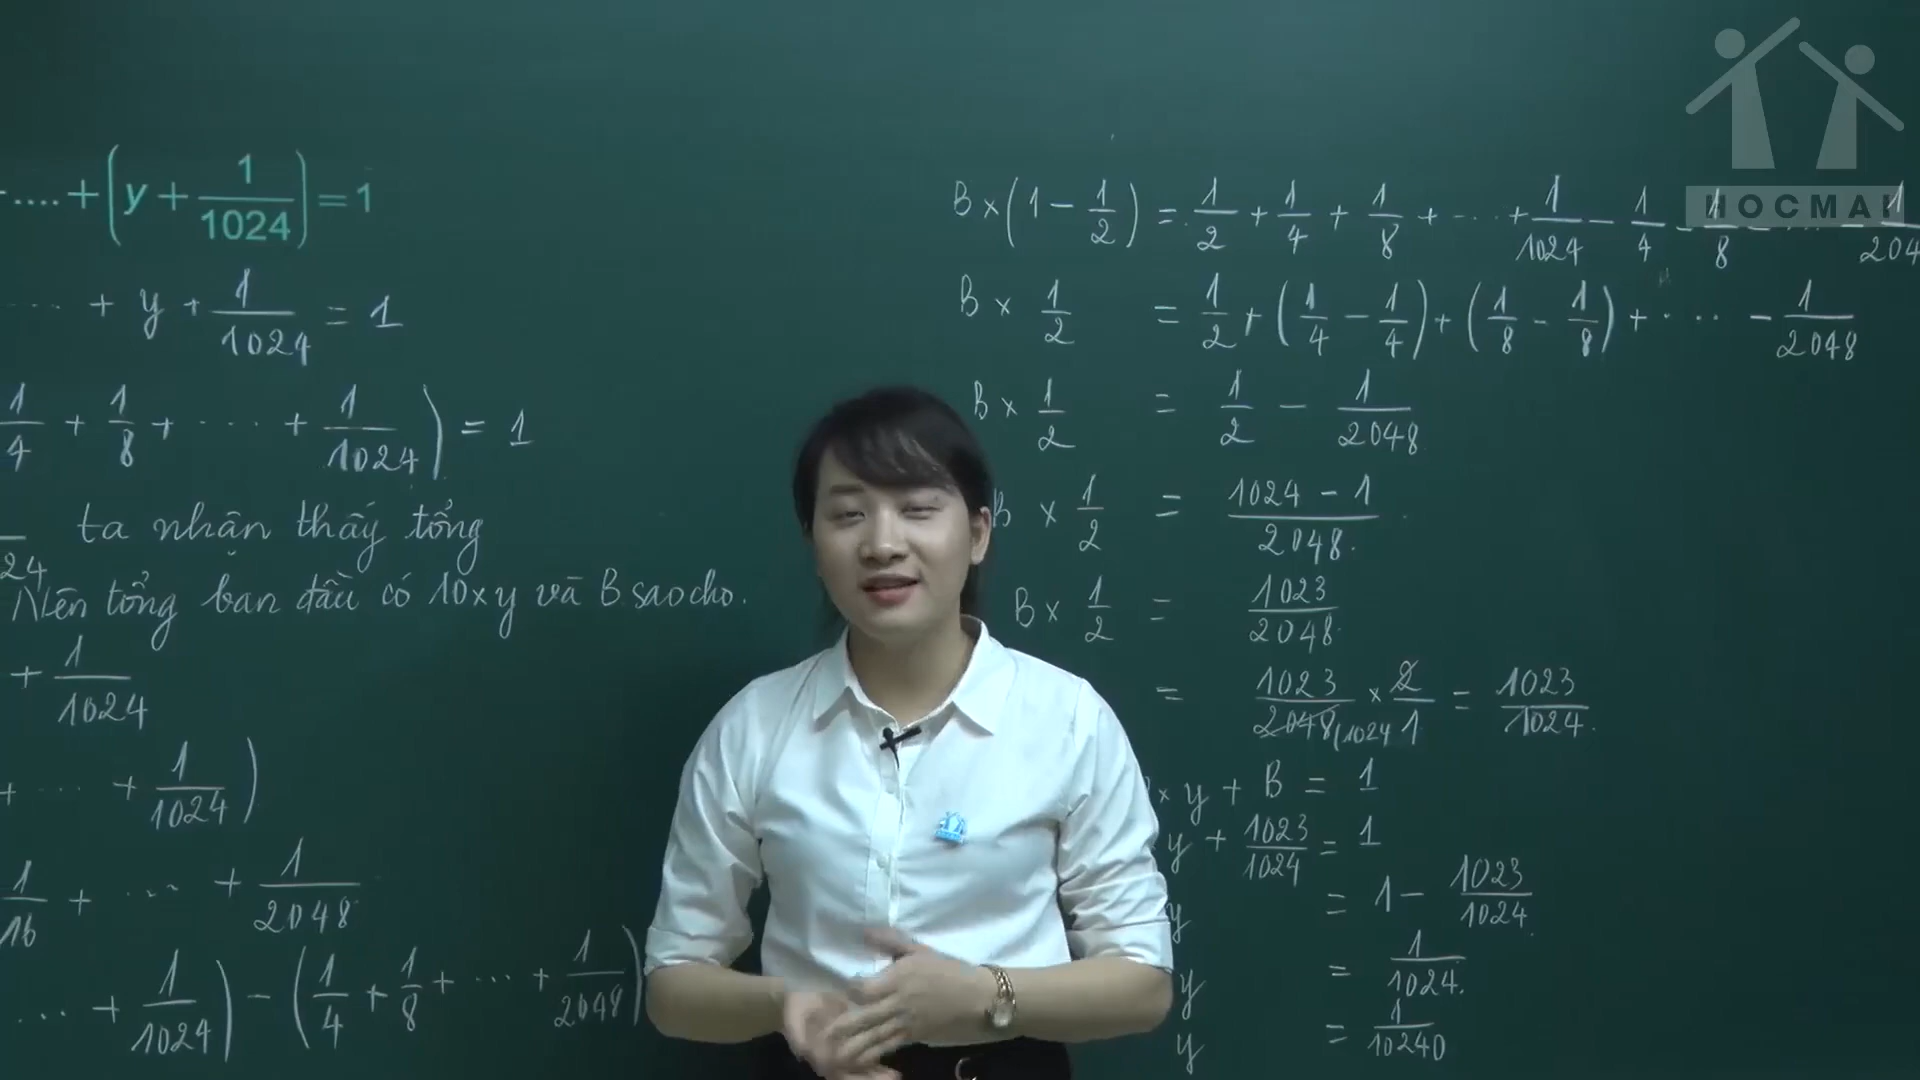 .... + (y + 1/1024) = 1
.... + y + 1/1024 = 1
1/4 + 1/8 + .... + 1/1024) = 1
24 ta nhận thấy tổng
Nên tổng ban đầu có 10 x y và B sao cho.
+ 1/1024
+ .... + 1/1024)
1/16 + .... + 1/2048
.... + 1/1024) - (1/4 + 1/8 + .... + 1/2048)
HOCMAI
B x (1 - 1/2) = 1/2 + 1/4 + 1/8 + .... + 1/1024 - 1/4 - 1/8 - .... - 1/204
B x 1/2 = 1/2 + (1/4 - 1/4) + (1/8 - 1/8) + .... - 1/2048
B x 1/2 = 1/2 - 1/2048
B x 1/2 = 1024 - 1/2048.
B x 1/2 = 1023/2048
= 1023/2048(1024 x 2/1 = 1023/1024.
x y + B = 1
y + 1023/1024 = 1
y = 1 - 1023/1024.
y = 1/1024.
y = 1/10240